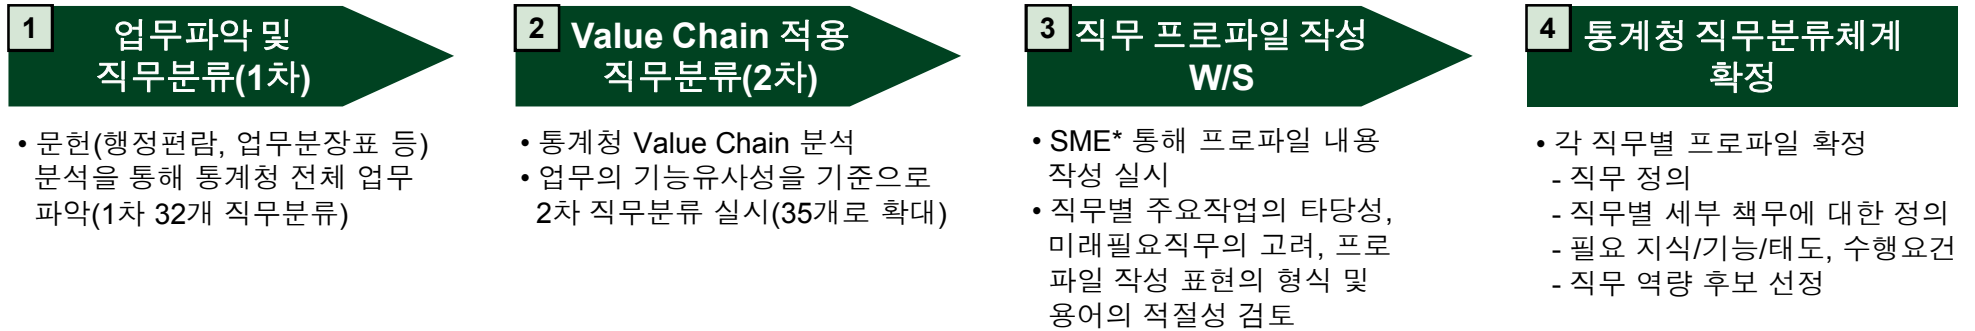 1
업무파악 및
직무분류(1차)
• 문헌(행정편람, 업무분장표 등)
분석을 통해 통계청 전체 업무
파악(1차 32개 직무분류)
2
Value Chain 적용
직무분류(2차)
• 통계청 Value Chain 분석
• 업무의 기능유사성을 기준으로
2차 직무분류 실시(35개로 확대)
3
직무 프로파일 작성
W/S
• SME* 통해 프로파일 내용
작성 실시
• 직무별 주요작업의 타당성,
미래필요직무의 고려, 프로
파일 작성 표현의 형식 및
용어의 적절성 검토
4
통계청 직무분류체계
확정
• 각 직무별 프로파일 확정
- 직무 정의
- 직무별 세부 책무에 대한 정의
- 필요 지식/기능/태도, 수행요건
- 직무 역량 후보 선정